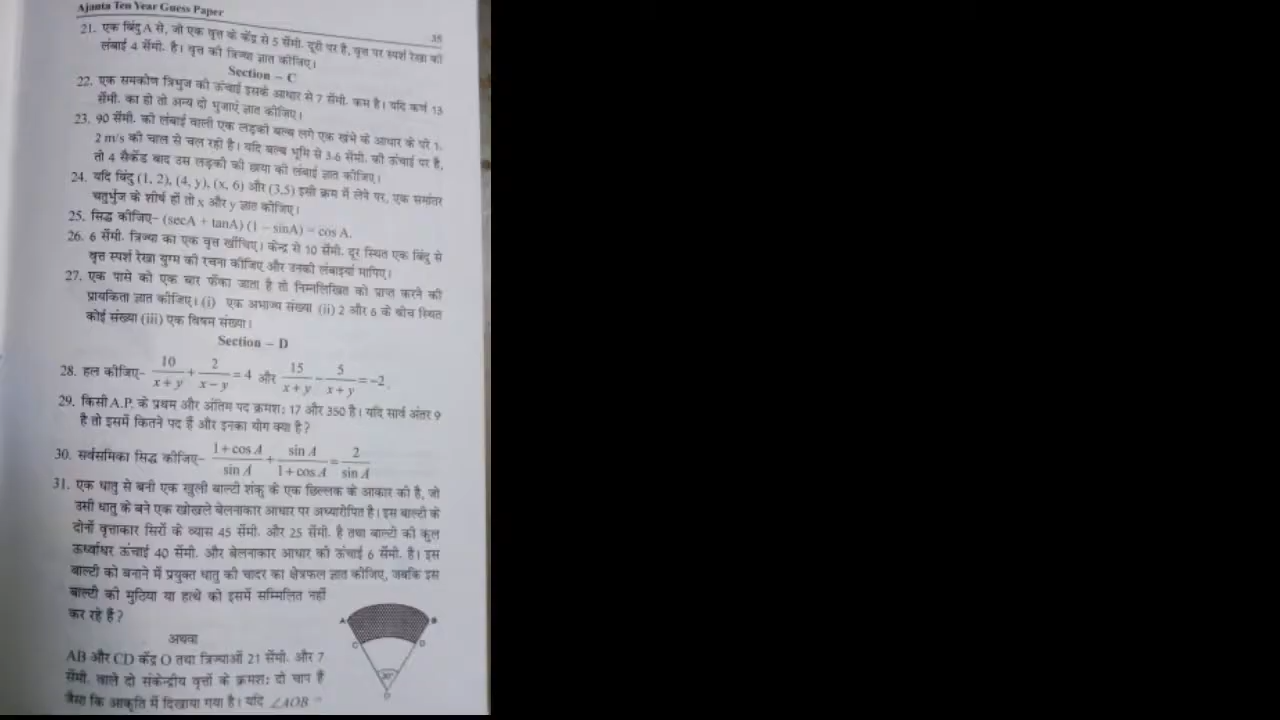 Ajanta Ten Year Guess Paper
35
21. एक बिंदु A से, जो एक वृत्त के केंद्र से 5 सेंमी. दूरी पर है, वृत्त पर स्पर्श रेखा की
लंबाई 4 सेंमी. है। वृत्त की त्रिज्या ज्ञात कीजिए।
Section – C
22. एक समकोण त्रिभुज की ऊंचाई इसके आधार से 7 सेंमी. कम है। यदि कर्ण 13
सेंमी. का हो तो अन्य दो भुजाएं ज्ञात कीजिए।
23. 90 सेंमी. की लंबाई वाली एक लड़की बल्ब लगे एक खंभे के आधार के परे 1.
2 m/s की चाल से चल रही है। यदि बल्ब भूमि से 3.6 सेंमी. की ऊंचाई पर है,
तो 4 सैकेंड बाद उस लड़की की छाया की लंबाई ज्ञात कीजिए।
24. यदि बिंदु (1, 2), (4, y), (x, 6) और (3,5) इसी क्रम में लेने पर, एक समांतर
चतुर्भुज के शीर्ष हों तो x और y ज्ञात कीजिए।
25. सिद्ध कीजिए– (secA + tanA) (1 – sinA) = cos A.
26. 6 सेंमी. त्रिज्या का एक वृत्त खींचिए। केन्द्र से 10 सेंमी. दूर स्थित एक बिंदु से
वृत्त स्पर्श रेखा युग्म की रचना कीजिए और उनकी लंबाइयां मापिए।
27. एक पासे को एक बार फेंका जाता है तो निम्नलिखित को प्राप्त करने की
प्रायकिता ज्ञात कीजिए। (i) एक अभाज्य संख्या (ii) 2 और 6 के बीच स्थित
कोई संख्या (iii) एक विषम संख्या।
Section – D
28. हल कीजिए– 10/(x+y) + 2/(x–y) = 4 और 15/(x+y) – 5/(x+y) = –2.
29. किसी A.P. के प्रथम और अंतिम पद क्रमश: 17 और 350 है। यदि सार्व अंतर 9
है तो इसमें कितने पद हैं और इनका योग क्या है?
30. सर्वसमिका सिद्ध कीजिए– (1+cos A)/(sin A) + (sin A)/(1+cos A) = 2/(sin A)
31. एक धातु से बनी एक खुली बाल्टी शंकु के एक छिल्लक के आकार की है, जो
उसी धातु के बने एक खोखले बेलनाकार आधार पर अध्यारोपित है। इस बाल्टी के
दोनों वृत्ताकार सिरों के व्यास 45 सेंमी. और 25 सेंमी. है तथा बाल्टी की कुल
ऊर्ध्वाधर ऊंचाई 40 सेंमी. और बेलनाकार आधार की ऊंचाई 6 सेंमी. है। इस
बाल्टी को बनाने में प्रयुक्त धातु की चादर का क्षेत्रफल ज्ञात कीजिए, जबकि इस
बाल्टी की मुठिया या हत्थे को इसमें सम्मिलित नहीं
कर रहे हैं?
अथवा
AB और CD केंद्र O तथा त्रिज्याओं 21 सेंमी. और 7
सेंमी. वाले दो संकेन्द्रीय वृत्तों के क्रमश: दो चाप हैं
जैसा कि आकृति में दिखाया गया है। यदि ∠AOB =
A B
C D
30°
O